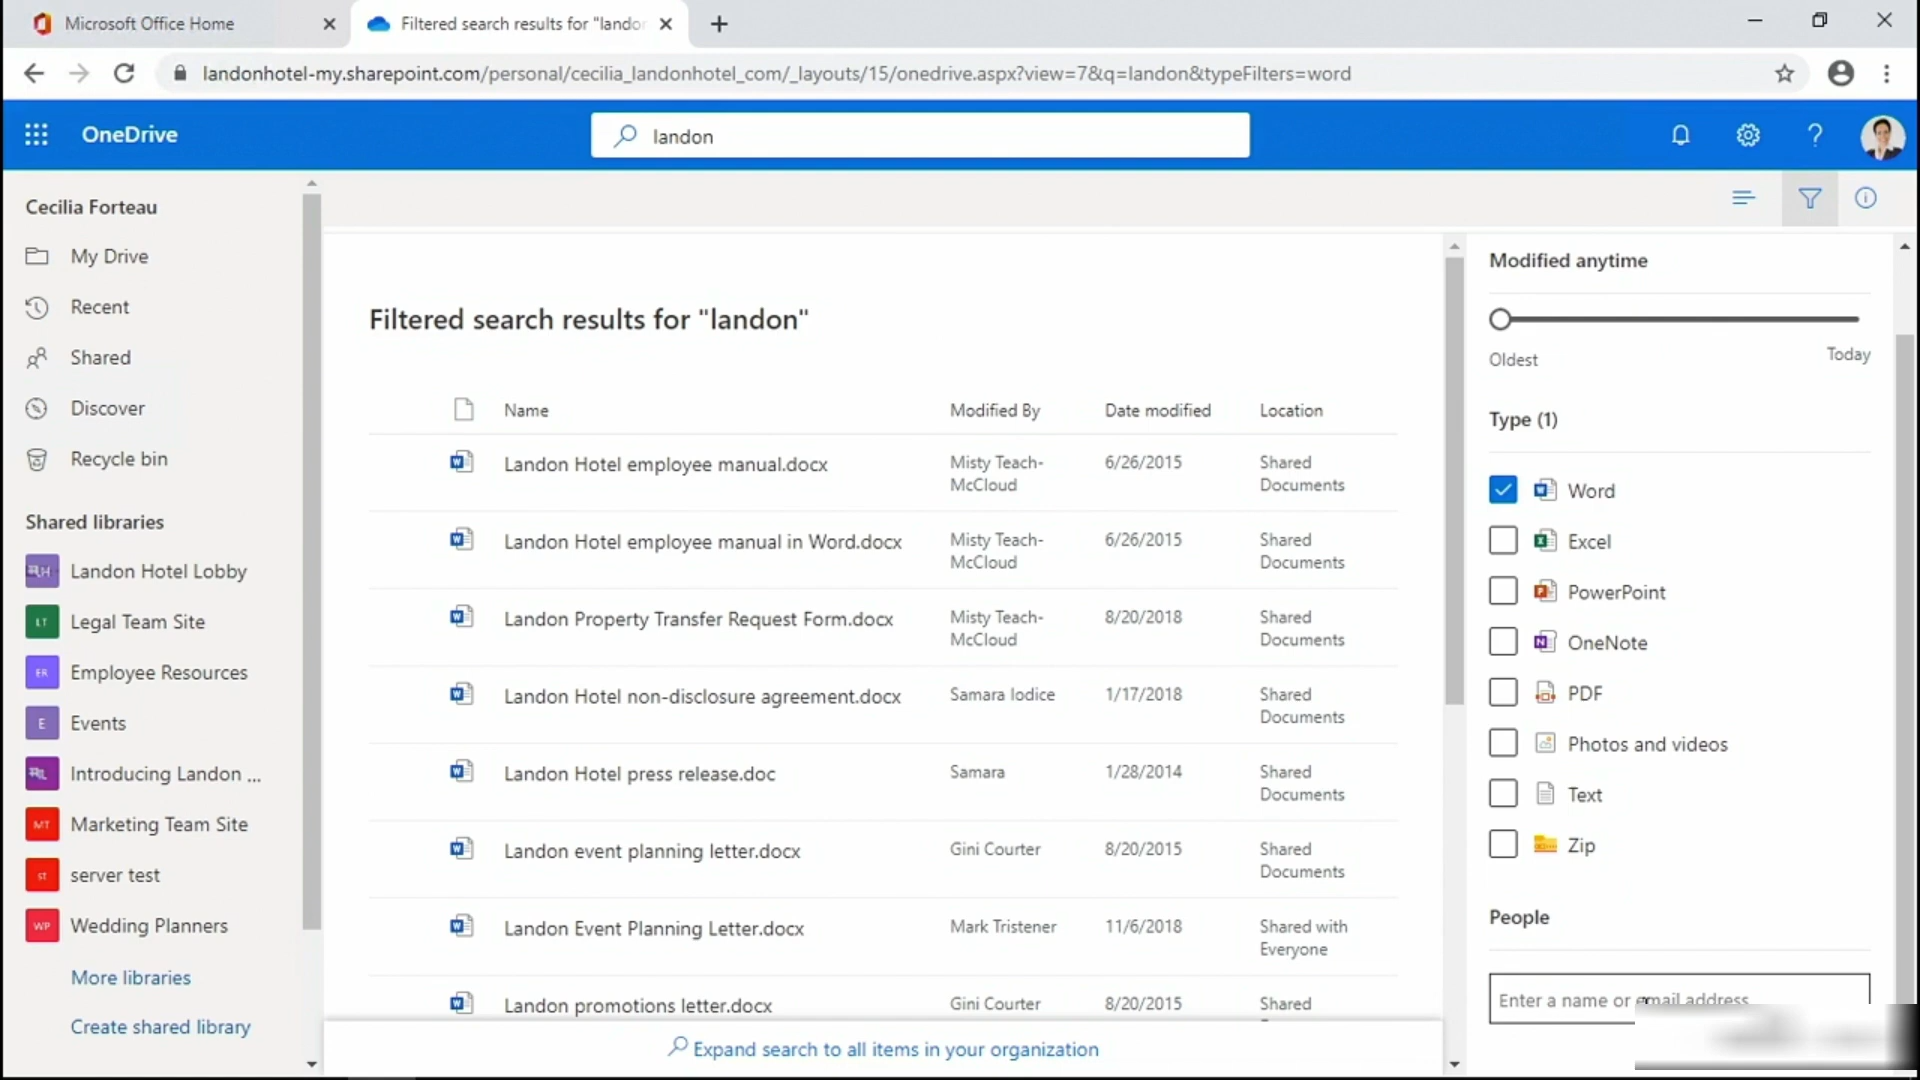 Microsoft Office Home
Filtered search results for "lando
landonhotel-my.sharepoint.com/personal/cecilia_landonhotel_com/_layouts/15/onedrive.aspx?view=7&q=landon&typeFilters=word
OneDrive
landon
Cecilia Forteau
My Drive
Recent
Shared
Discover
Recycle bin
Shared libraries
Landon Hotel Lobby
LT Legal Team Site
ER Employee Resources
E Events
Introducing Landon ...
MT Marketing Team Site
st server test
WP Wedding Planners
More libraries
Create shared library
Filtered search results for "landon"
Name Modified By Date modified Location
Landon Hotel employee manual.docx Misty Teach- 6/26/2015 Shared
McCloud Documents
Landon Hotel employee manual in Word.docx Misty Teach- 6/26/2015 Shared
McCloud Documents
Landon Property Transfer Request Form.docx Misty Teach- 8/20/2018 Shared
McCloud Documents
Landon Hotel non-disclosure agreement.docx Samara Iodice 1/17/2018 Shared
Documents
Landon Hotel press release.doc Samara 1/28/2014 Shared
Documents
Landon event planning letter.docx Gini Courter 8/20/2015 Shared
Documents
Landon Event Planning Letter.docx Mark Tristener 11/6/2018 Shared with
Everyone
Landon promotions letter.docx Gini Courter 8/20/2015 Shared
Expand search to all items in your organization
Modified anytime
Oldest Today
Type (1)
Word
Excel
PowerPoint
OneNote
PDF
Photos and videos
Text
Zip
People
Enter a name or email address